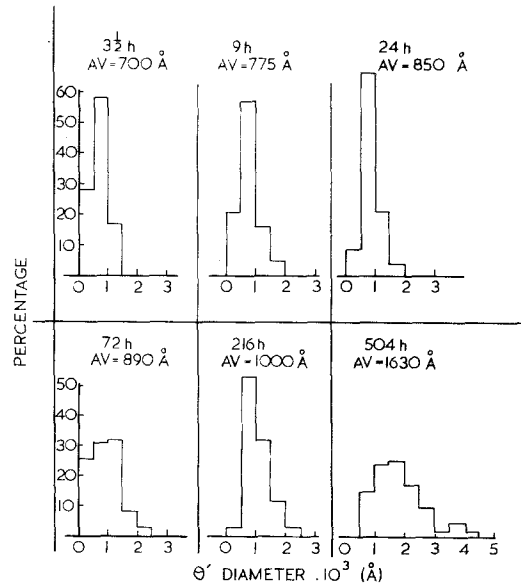 3½ h
AV=700 Å
9h
AV=775 Å
24 h
AV=850 Å
60
50
40
30
20
10
0 1 2 3
0 1 2 3
0 1 2 3
PERCENTAGE
72 h
AV=890 Å
216h
AV=1000 Å
504 h
AV=1630 Å
50
40
30
20
10
0 1 2 3
0 1 2 3
0 1 2 3 4 5
θ′ DIAMETER .10³ (Å)